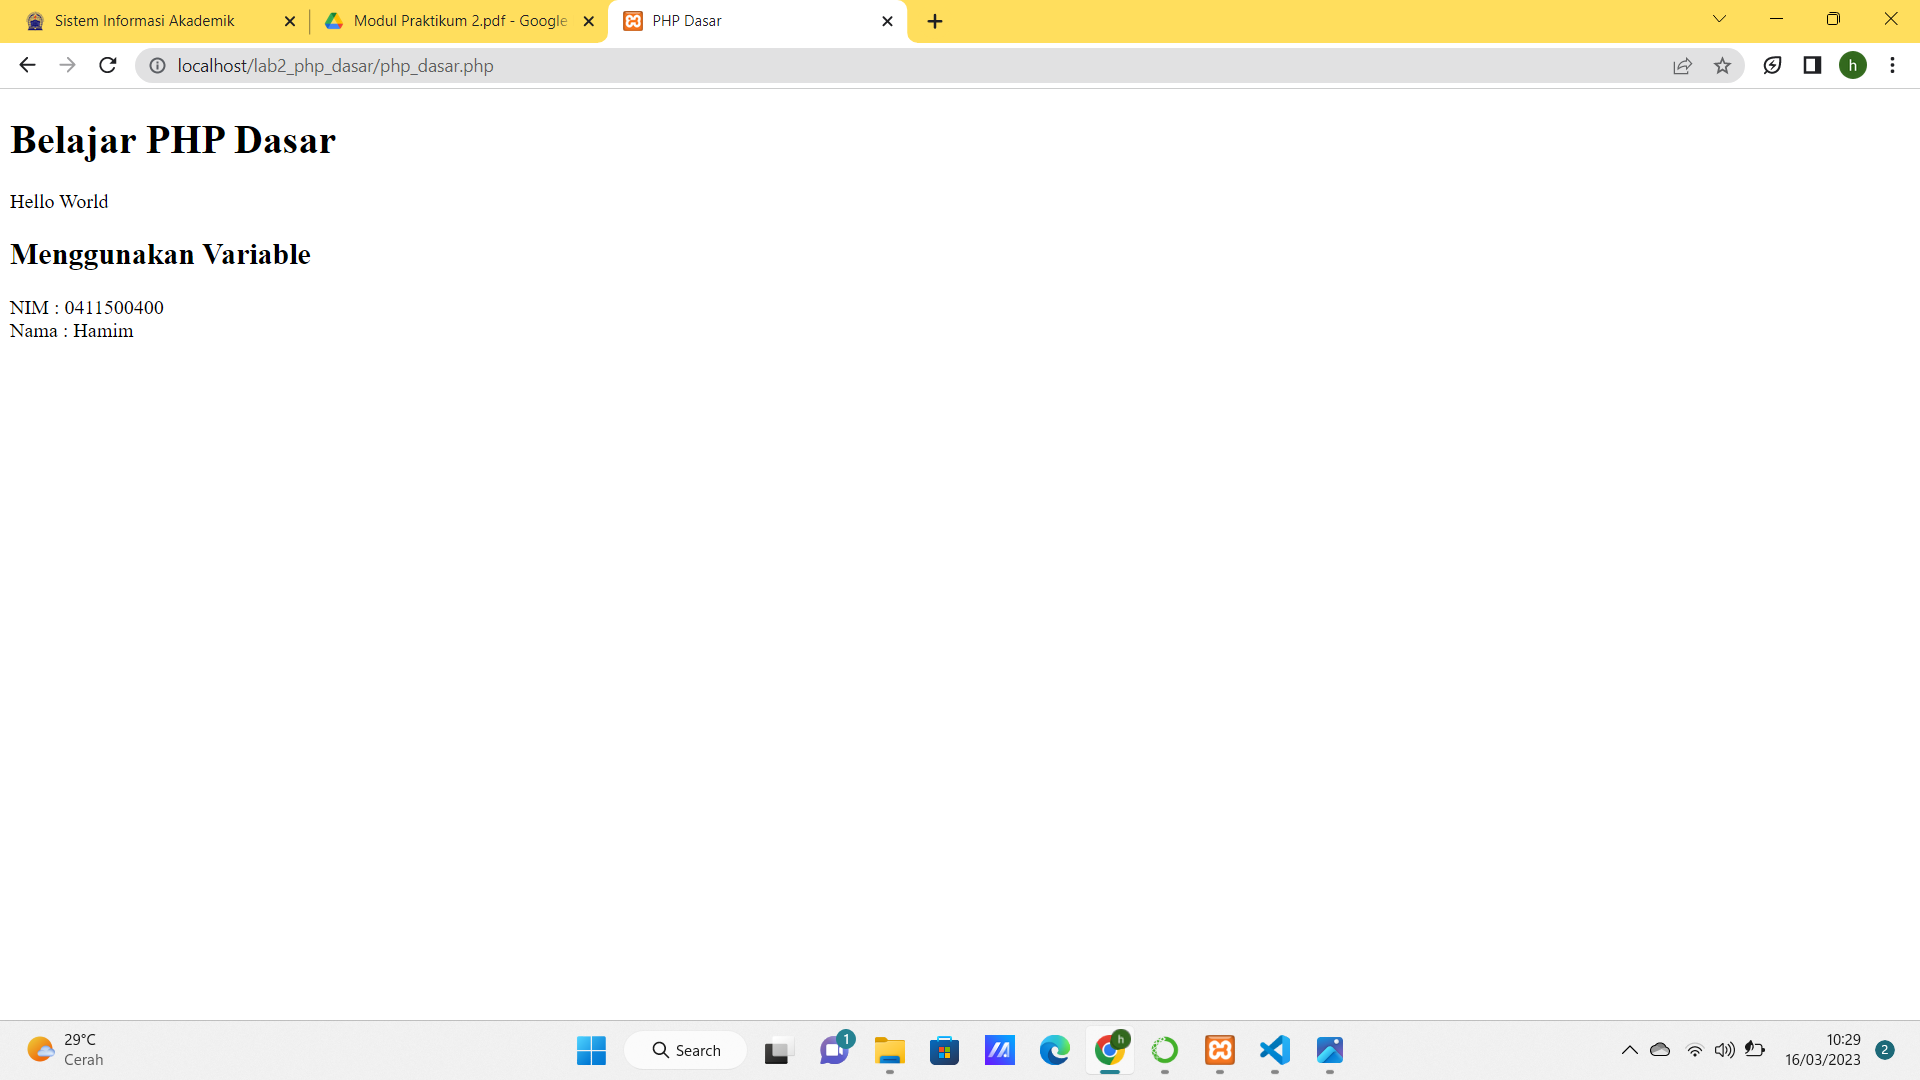 Sistem Informasi Akademik
Modul Praktikum 2.pdf - Google
PHP Dasar
localhost/lab2_php_dasar/php_dasar.php
h
Belajar PHP Dasar
Hello World
Menggunakan Variable
NIM : 0411500400
Nama : Hamim
29°C
Cerah
Search
1
h
10:29
16/03/2023
2